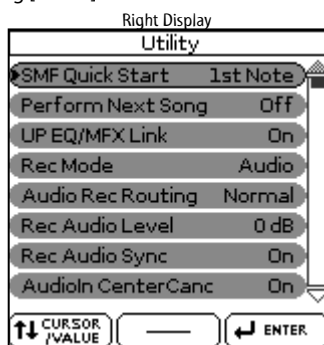 Right Display
Utility
SMF Quick Start 1st Note
Perform Next Song Off
UP EQ/MFX Link On
Rec Mode Audio
Audio Rec Routing Normal
Rec Audio Level 0 dB
Rec Audio Sync On
AudioIn CenterCanc On
CURSOR /VALUE ENTER